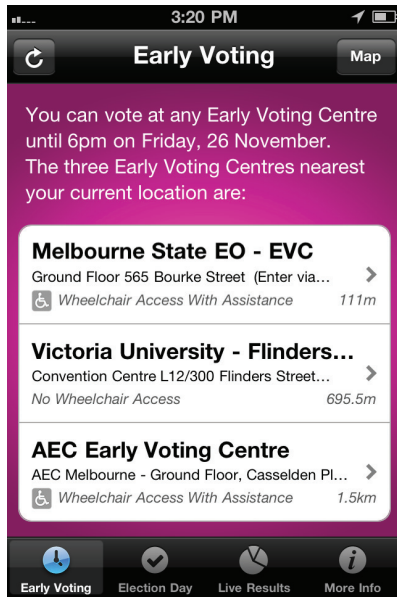 3:20 PM
Early Voting
Map
You can vote at any Early Voting Centre
until 6pm on Friday, 26 November.
The three Early Voting Centres nearest
your current location are:
Melbourne State EO - EVC
Ground Floor 565 Bourke Street (Enter via...
Wheelchair Access With Assistance 111m
Victoria University - Flinders...
Convention Centre L12/300 Flinders Street...
No Wheelchair Access 695.5m
AEC Early Voting Centre
AEC Melbourne - Ground Floor, Casselden Pl...
Wheelchair Access With Assistance 1.5km
Early Voting Election Day Live Results More Info